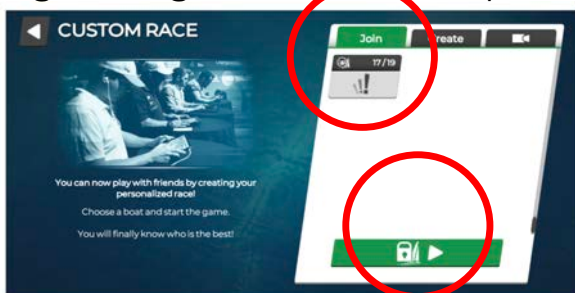 CUSTOM RACE
Join
Create
17/19
You can now play with friends by creating your
personalized race!
Choose a boat and start the game.
You will finally know who is the best!